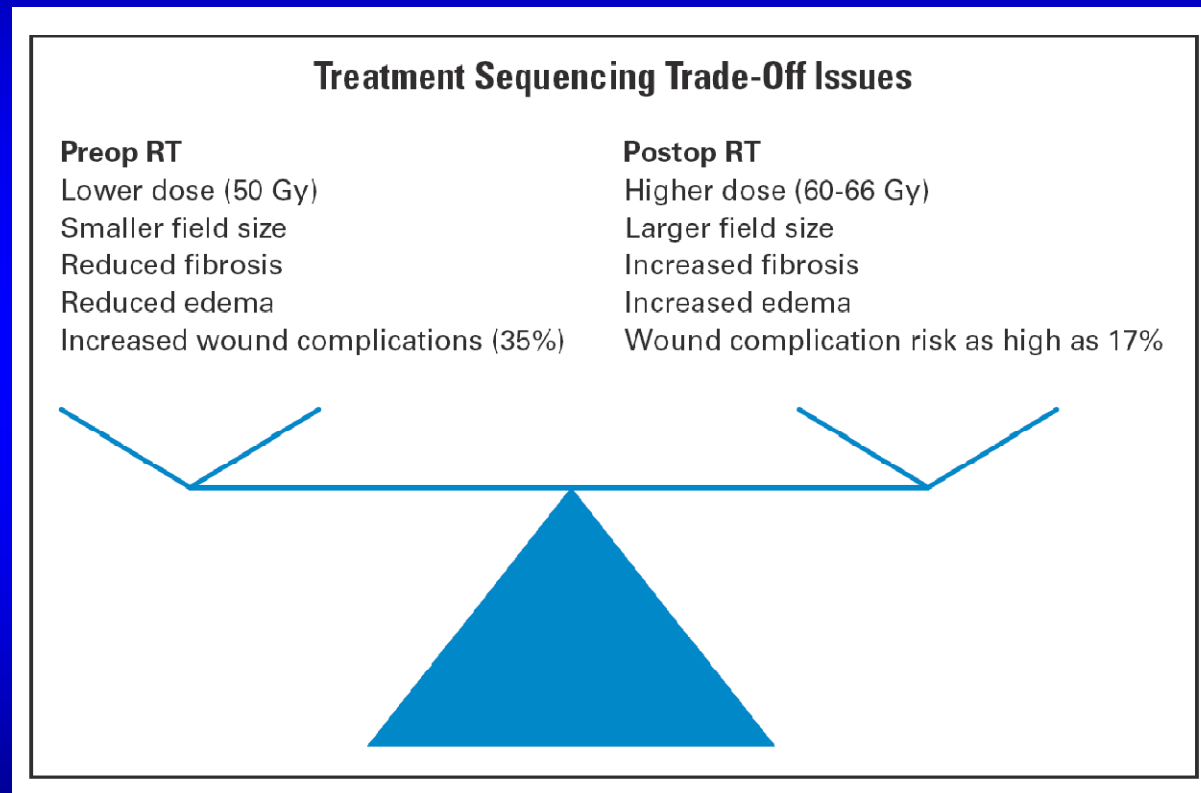 Treatment Sequencing Trade-Off Issues
Preop RT
Lower dose (50 Gy)
Smaller field size
Reduced fibrosis
Reduced edema
Increased wound complications (35%)
Postop RT
Higher dose (60-66 Gy)
Larger field size
Increased fibrosis
Increased edema
Wound complication risk as high as 17%